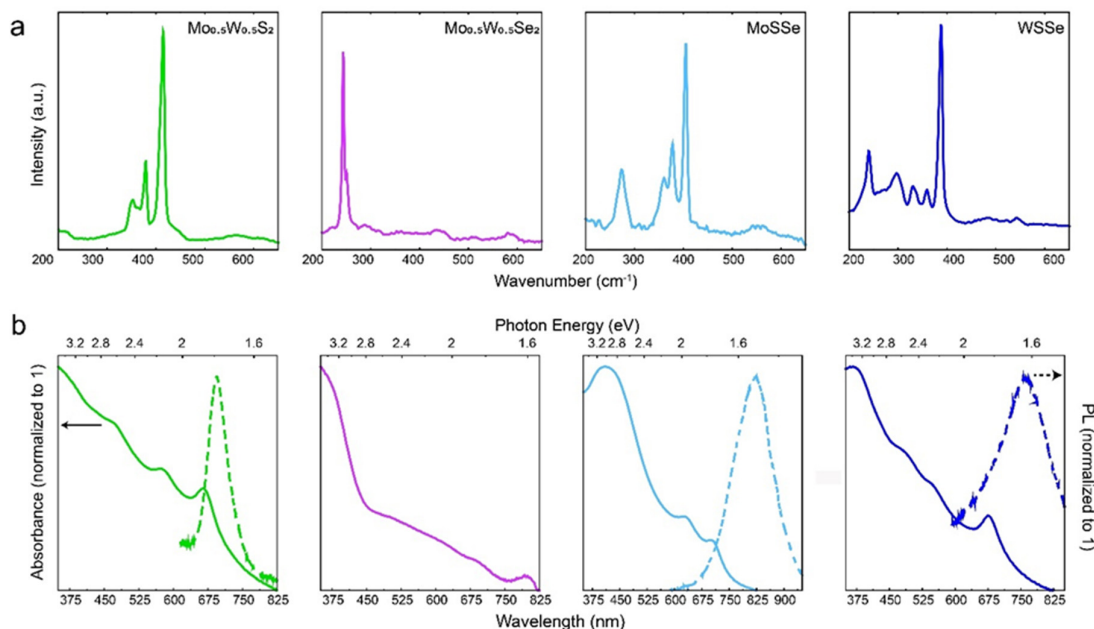 a
Mo₀.₅W₀.₅S₂
Mo₀.₅W₀.₅Se₂
MoSSe
WSSe
Intensity (a.u.)
200 300 400 500 600
200 300 400 500 600
200 300 400 500 600
200 300 400 500 600
Wavenumber (cm⁻¹)
b
Photon Energy (eV)
3.2 2.8 2.4 2 1.6
3.2 2.8 2.4 2 1.6
3.2 2.8 2.4 2 1.6
3.2 2.8 2.4 2 1.6
Absorbance (normalized to 1)
PL (normalized to 1)
375 450 525 600 675 750 825
375 450 525 600 675 750 825
375 450 525 600 675 750 825 900
375 450 525 600 675 750 825
Wavelength (nm)